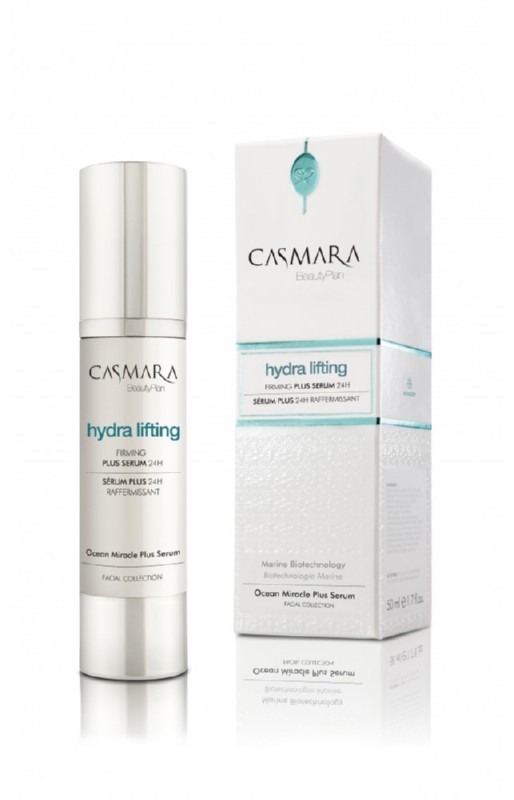 CASMARA
BeautyPlan
hydra lifting
FIRMING
PLUS SERUM 24H
SÉRUM PLUS 24H
RAFFERMISSANT
Ocean Miracle Plus Serum
FACIAL COLLECTION
CASMARA
BeautyPlan
hydra lifting
FIRMING PLUS SERUM 24H
SÉRUM PLUS 24H RAFFERMISSANT
Marine Biotechnology
Biotechnologie Marine
Ocean Miracle Plus Serum
FACIAL COLLECTION
50 ml e 1.7 fl.oz.